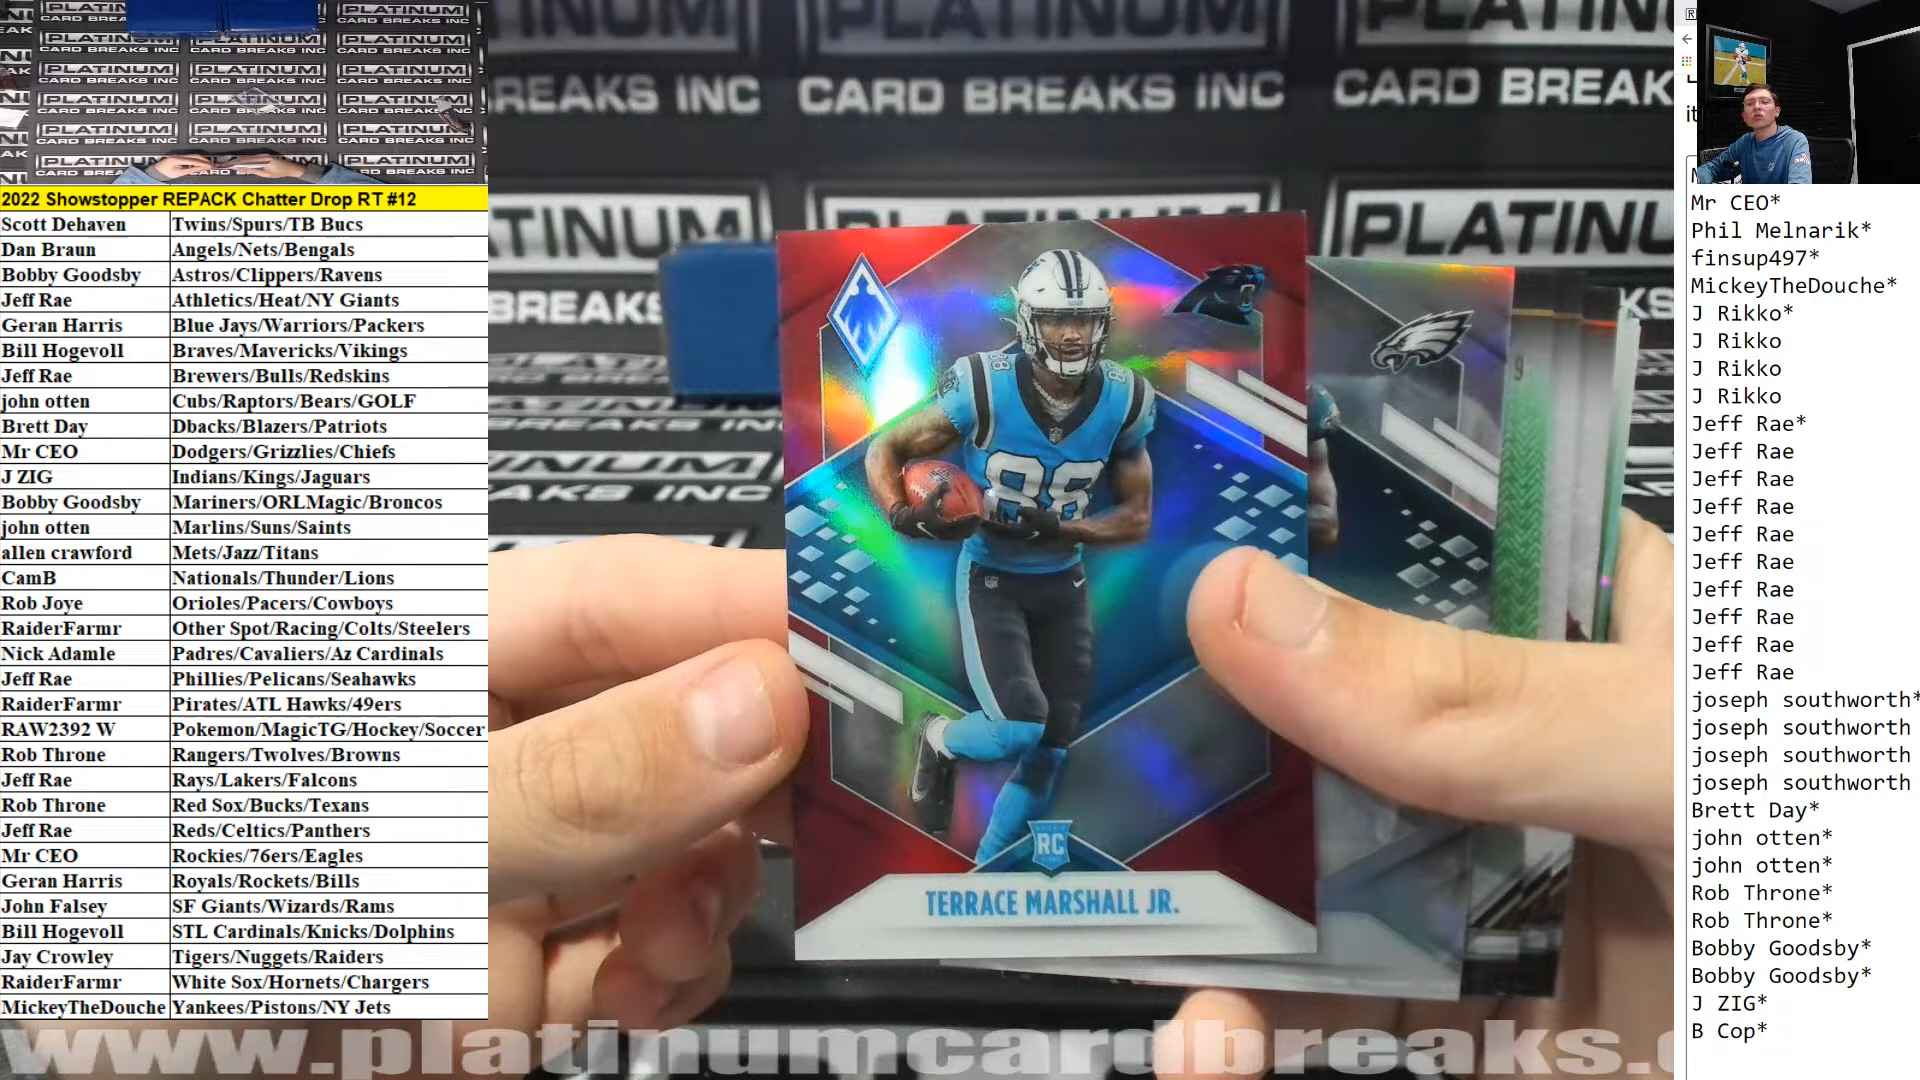 PLATINUM
CARD BREAKS INC
PLATINUM
CARD BREAKS INC
PLATINUM
CARD BREAKS INC
2022 Showstopper REPACK Chatter Drop RT #12
Scott Dehaven Twins/Spurs/TB Bucs
Dan Braun Angels/Nets/Bengals
Bobby Goodsby Astros/Clippers/Ravens
Jeff Rae Athletics/Heat/NY Giants
Geran Harris Blue Jays/Warriors/Packers
Bill Hogevoll Braves/Mavericks/Vikings
Jeff Rae Brewers/Bulls/Redskins
john otten Cubs/Raptors/Bears/GOLF
Brett Day Dbacks/Blazers/Patriots
Mr CEO Dodgers/Grizzlies/Chiefs
J ZIG Indians/Kings/Jaguars
Bobby Goodsby Mariners/ORLMagic/Broncos
john otten Marlins/Suns/Saints
allen crawford Mets/Jazz/Titans
CamB Nationals/Thunder/Lions
Rob Joye Orioles/Pacers/Cowboys
RaiderFarmr Other Spot/Racing/Colts/Steelers
Nick Adamle Padres/Cavaliers/Az Cardinals
Jeff Rae Phillies/Pelicans/Seahawks
RaiderFarmr Pirates/ATL Hawks/49ers
RAW2392 W Pokemon/MagicTG/Hockey/Soccer
Rob Throne Rangers/Twolves/Browns
Jeff Rae Rays/Lakers/Falcons
Rob Throne Red Sox/Bucks/Texans
Jeff Rae Reds/Celtics/Panthers
Mr CEO Rockies/76ers/Eagles
Geran Harris Royals/Rockets/Bills
John Falsey SF Giants/Wizards/Rams
Bill Hogevoll STL Cardinals/Knicks/Dolphins
Jay Crowley Tigers/Nuggets/Raiders
RaiderFarmr White Sox/Hornets/Chargers
MickeyTheDouche Yankees/Pistons/NY Jets
88
88
RC
TERRACE MARSHALL JR.
www.platinumcardbreaks.
Mr CEO*
Phil Melnarik*
finsup497*
MickeyTheDouche*
J Rikko*
J Rikko
J Rikko
J Rikko
Jeff Rae*
Jeff Rae
Jeff Rae
Jeff Rae
Jeff Rae
Jeff Rae
Jeff Rae
Jeff Rae
Jeff Rae
Jeff Rae
joseph southworth*
joseph southworth
joseph southworth
joseph southworth
Brett Day*
john otten*
john otten*
Rob Throne*
Rob Throne*
Bobby Goodsby*
Bobby Goodsby*
J ZIG*
B Cop*